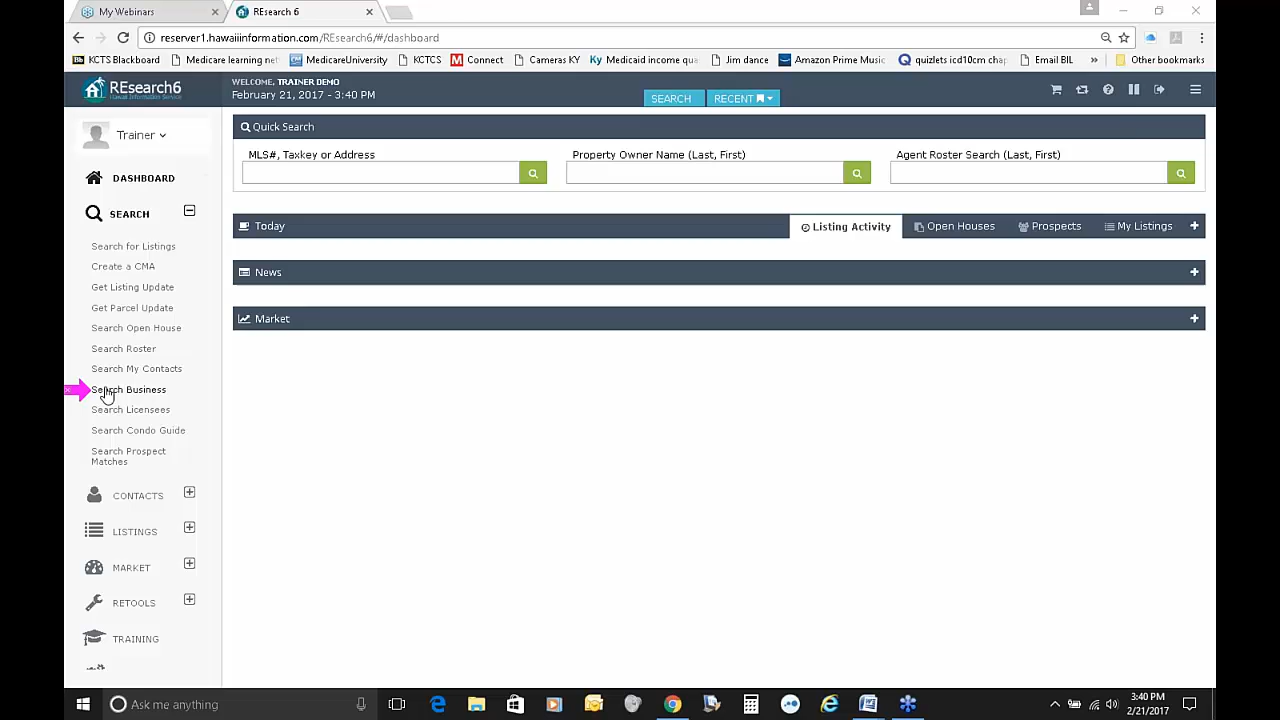 My Webinars
REsearch 6
reserver1.hawaiiinformation.com/REsearch6/#/dashboard
KCTS Blackboard
Medicare learning net
MedicareUniversity
KCTCS
Connect
Cameras KY
Medicaid income qua
Jim dance
Amazon Prime Music
quizlets icd10cm chap
Email BIL
»
Other bookmarks
REsearch6
Hawaii Information Service
WELCOME, TRAINER DEMO
February 21, 2017 - 3:40 PM
SEARCH
RECENT
Trainer
Quick Search
MLS#, Taxkey or Address
Property Owner Name (Last, First)
Agent Roster Search (Last, First)
DASHBOARD
SEARCH
Today
Listing Activity
Open Houses
Prospects
My Listings
News
Market
Search for Listings
Create a CMA
Get Listing Update
Get Parcel Update
Search Open House
Search Roster
Search My Contacts
Search Business
Search Licensees
Search Condo Guide
Search Prospect
Matches
CONTACTS
LISTINGS
MARKET
RETOOLS
TRAINING
Ask me anything
3:40 PM
2/21/2017